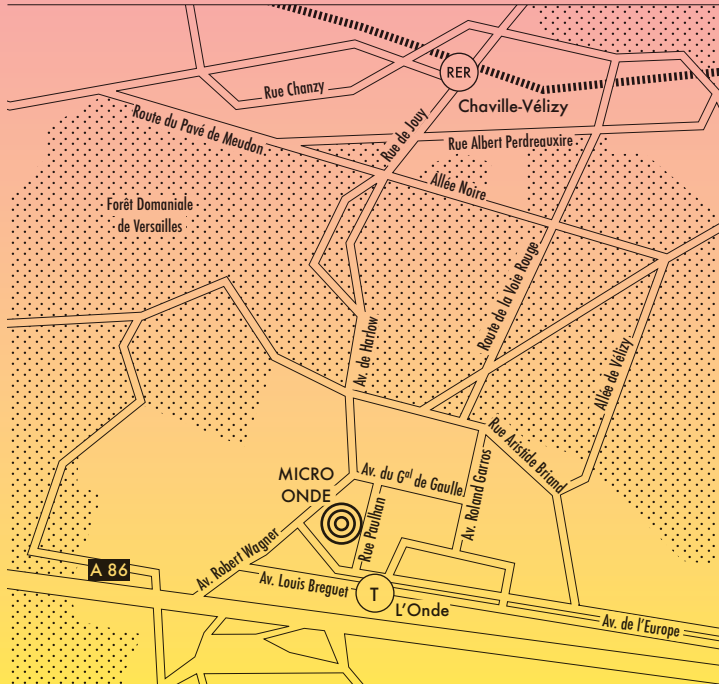 RER
Rue Chanzy
Chaville-Vélizy
Route du Pavé de Meudon
Rue de Jouy
Rue Albert Perdreauxire
Allée Noire
Forêt Domaniale
de Versailles
Route de la Voie Rouge
Av. de Harlow
Allée de Vélizy
Rue Aristide Briand
MICRO
ONDE
Av. du Gal de Gaulle
Av. Roland Garros
Rue Paulhan
Av. Robert Wagner
A 86
Av. Louis Breguet
T
L'Onde
Av. de l'Europe